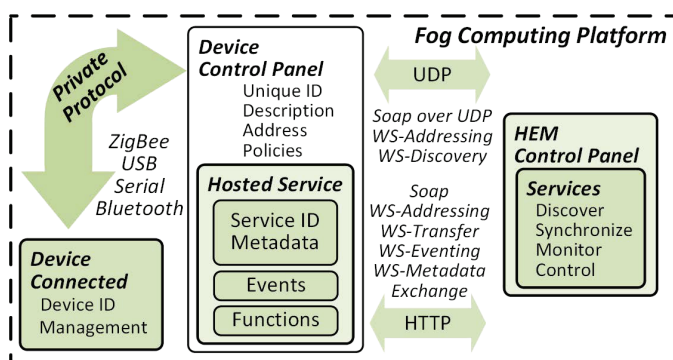 Fog Computing Platform
Private
Protocol
ZigBee
USB
Serial
Bluetooth
Device
Connected
Device ID
Management
Device
Control Panel
Unique ID
Description
Address
Policies
Hosted Service
Service ID
Metadata
Events
Functions
UDP
Soap over UDP
WS-Addressing
WS-Discovery
Soap
WS-Addressing
WS-Transfer
WS-Eventing
WS-Metadata
Exchange
HTTP
HEM
Control Panel
Services
Discover
Synchronize
Monitor
Control